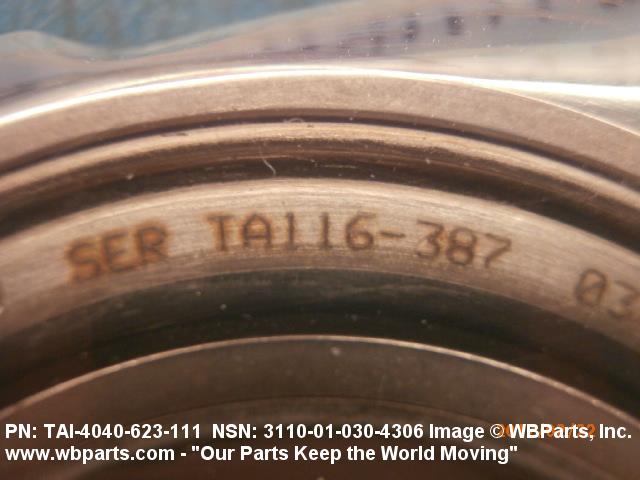 SER TA116-387 03
PN: TAI-4040-623-111 NSN: 3110-01-030-4306 Image © WBParts, Inc.
www.wbparts.com - "Our Parts Keep the World Moving"